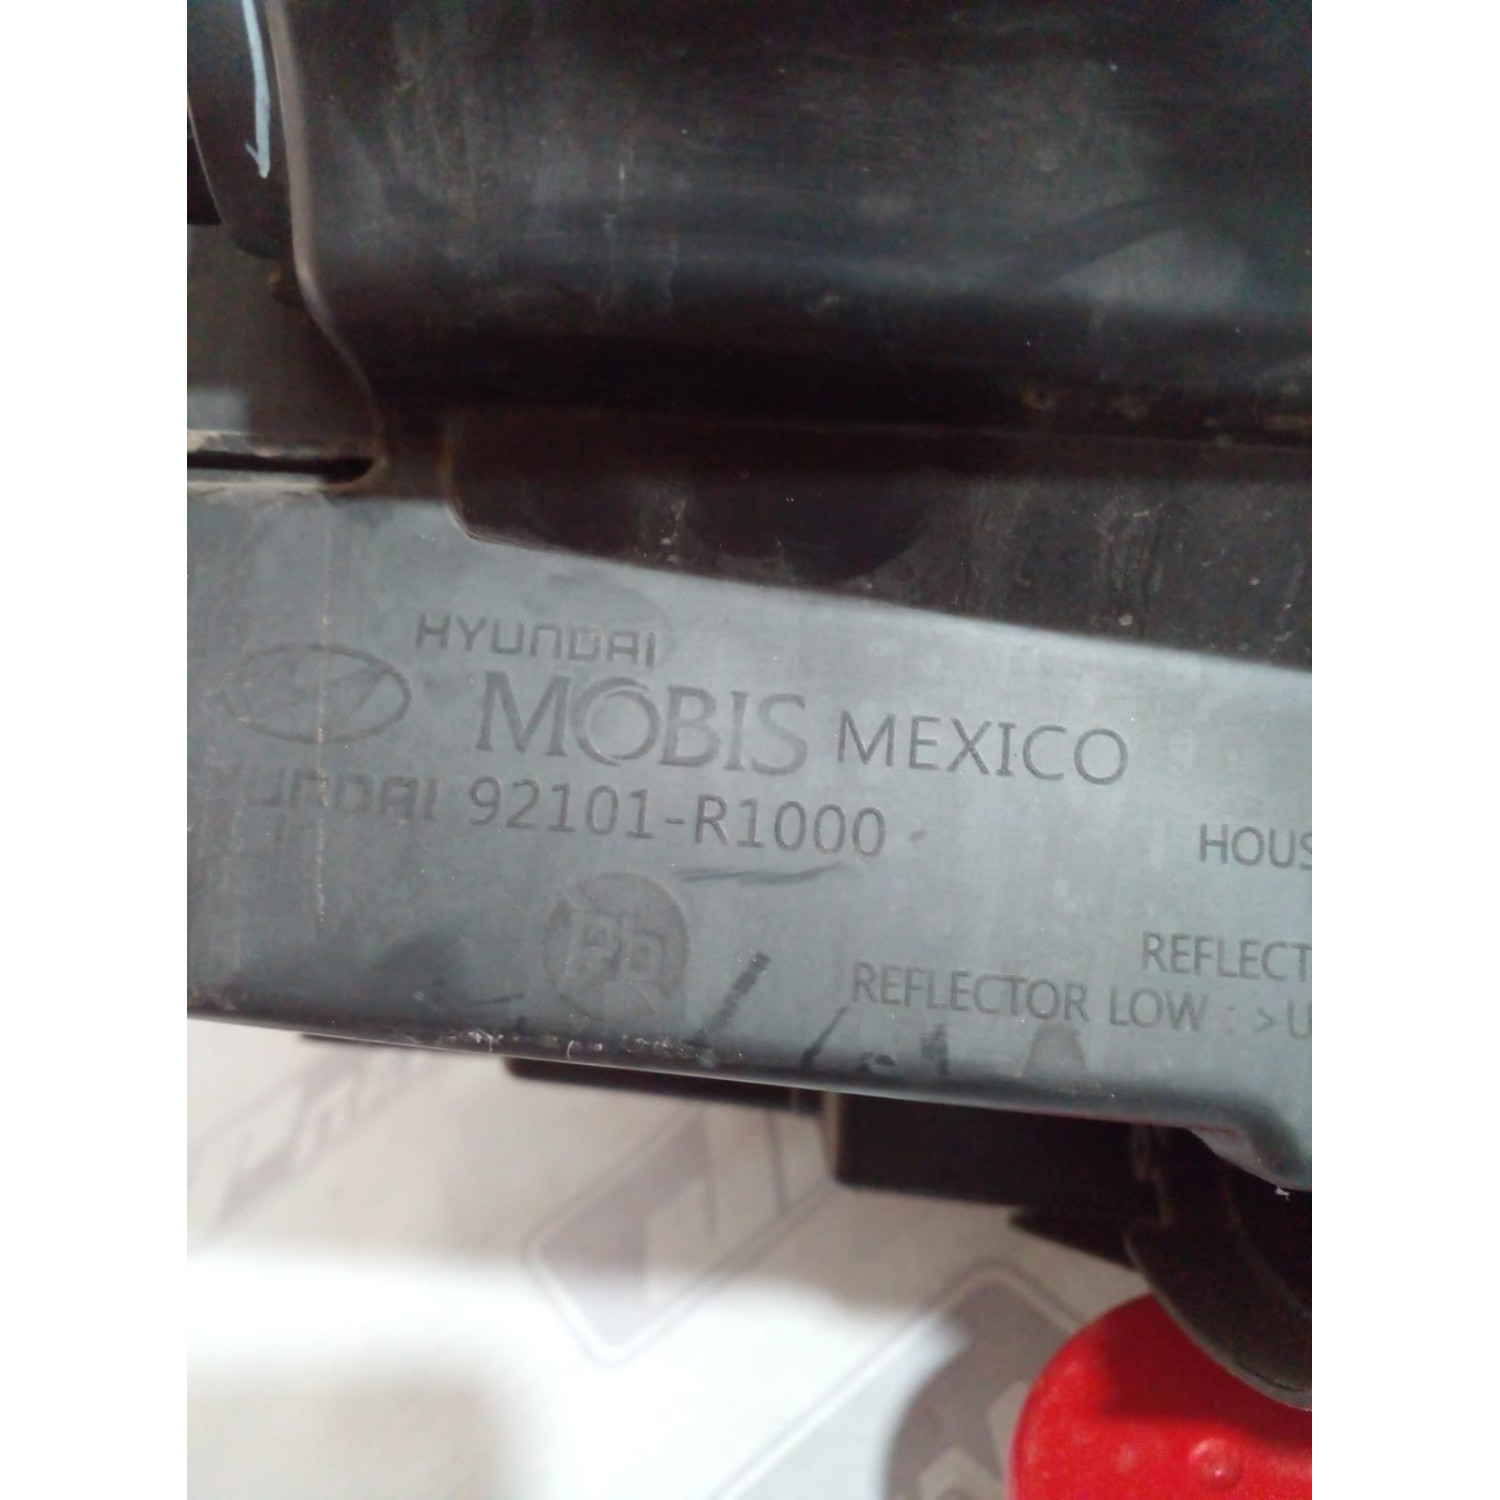 HYUNDAI
MOBIS MEXICO
HYUNDAI 92101-R1000
HOUS
Pb
REFLECT
REFLECTOR LOW : >U